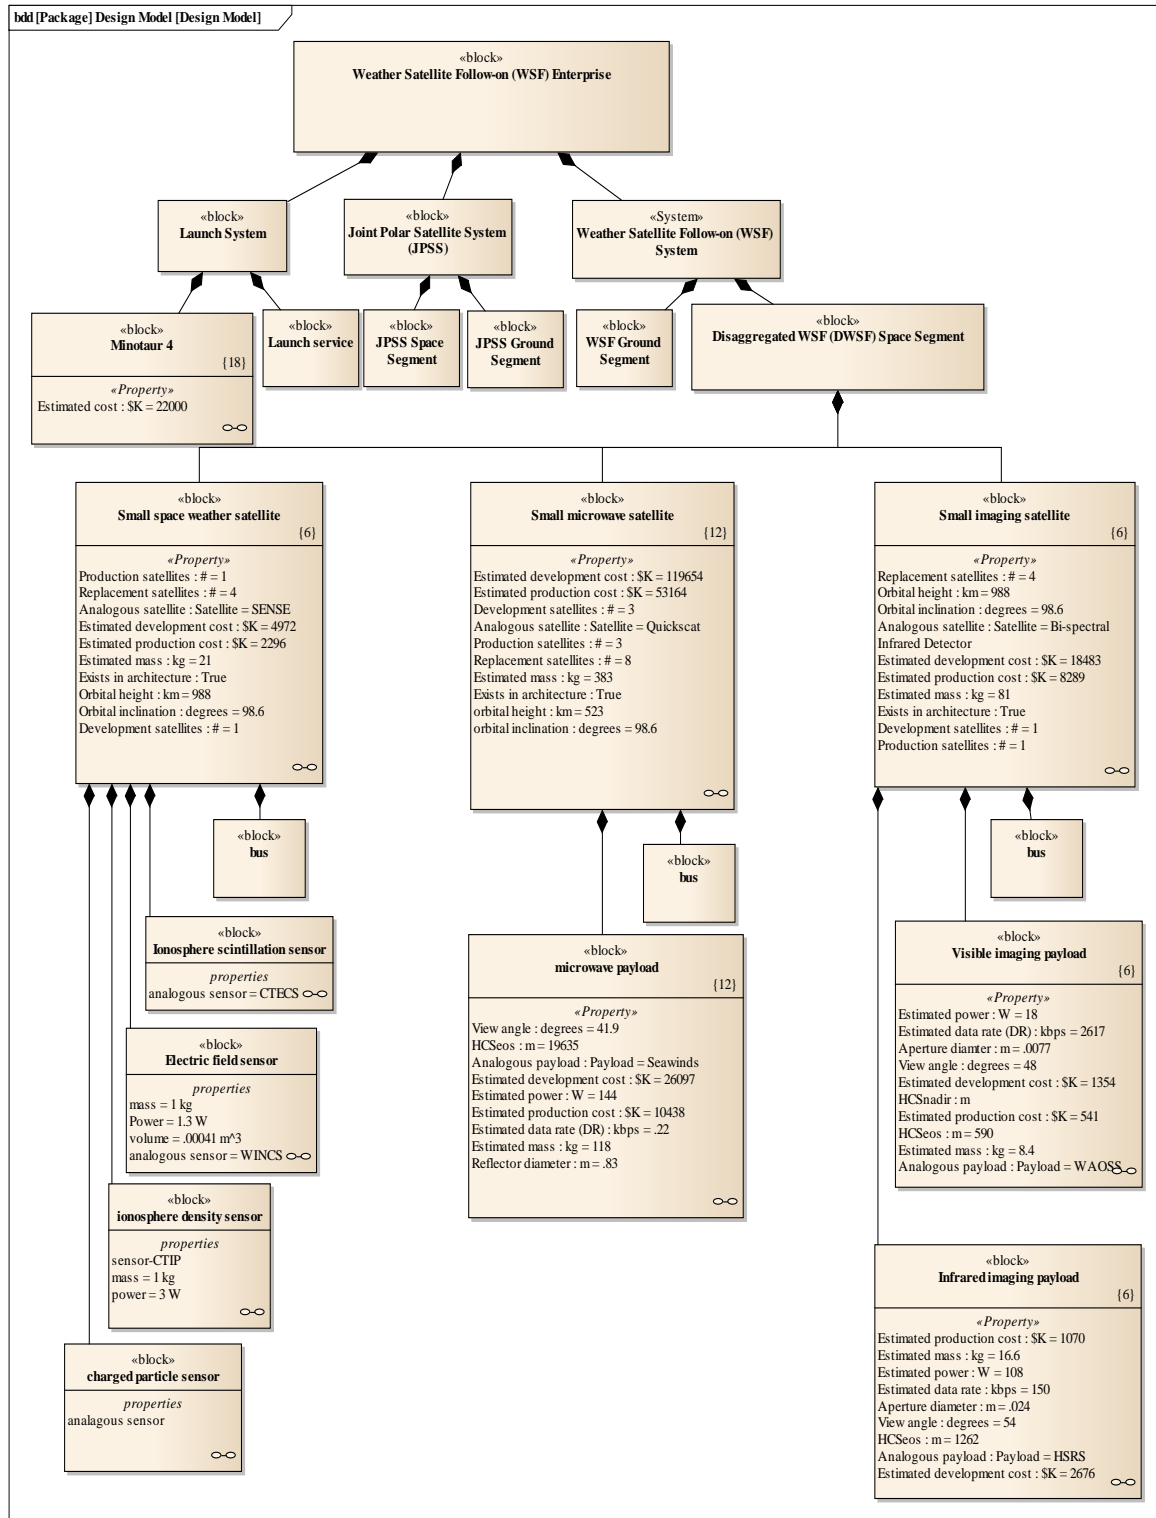 bdd [Package] Design Model [Design Model]
«block»
Weather Satellite Follow-on (WSF) Enterprise
«block»
Launch System
«block»
Joint Polar Satellite System
(JPSS)
«System»
Weather Satellite Follow-on (WSF)
System
«block»
Minotaur 4
{18}
«Property»
Estimated cost : $K = 22000
«block»
Launch service
«block»
JPSS Space
Segment
«block»
JPSS Ground
Segment
«block»
WSF Ground
Segment
«block»
Disaggregated WSF (DWSF) Space Segment
«block»
Small space weather satellite
{6}
«Property»
Production satellites : # = 1
Replacement satellites : # = 4
Analogous satellite : Satellite = SENSE
Estimated development cost : $K = 4972
Estimated production cost : $K = 2296
Estimated mass : kg = 21
Exists in architecture : True
Orbital height : km = 988
Orbital inclination : degrees = 98.6
Development satellites : # = 1
«block»
Small microwave satellite
{12}
«Property»
Estimated development cost : $K = 119654
Estimated production cost : $K = 53164
Development satellites : # = 3
Analogous satellite : Satellite = Quickscat
Production satellites : # = 3
Replacement satellites : # = 8
Estimated mass : kg = 383
Exists in architecture : True
orbital height : km = 523
orbital inclination : degrees = 98.6
«block»
Small imaging satellite
{6}
«Property»
Replacement satellites : # = 4
Orbital height : km = 988
Orbital inclination : degrees = 98.6
Analogous satellite : Satellite = Bi-spectral
Infrared Detector
Estimated development cost : $K = 18483
Estimated production cost : $K = 8289
Estimated mass : kg = 81
Exists in architecture : True
Development satellites : # = 1
Production satellites : # = 1
«block»
bus
«block»
bus
«block»
bus
«block»
Ionosphere scintillation sensor
properties
analogous sensor = CTECS
«block»
Electric field sensor
properties
mass = 1 kg
Power = 1.3 W
volume = .00041 m^3
analogous sensor = WINCS
«block»
ionosphere density sensor
properties
sensor-CTIP
mass = 1 kg
power = 3 W
«block»
charged particle sensor
properties
analagous sensor
«block»
microwave payload
{12}
«Property»
View angle : degrees = 41.9
HCSeos : m = 19635
Analogous payload : Payload = Seawinds
Estimated development cost : $K = 26097
Estimated power : W = 144
Estimated production cost : $K = 10438
Estimated data rate (DR) : kbps = .22
Estimated mass : kg = 118
Reflector diameter : m = .83
«block»
Visible imaging payload
{6}
«Property»
Estimated power : W = 18
Estimated data rate (DR) : kbps = 2617
Aperture diamter : m = .0077
View angle : degrees = 48
Estimated development cost : $K = 1354
HCSnadir : m
Estimated production cost : $K = 541
HCSeos : m = 590
Estimated mass : kg = 8.4
Analogous payload : Payload = WAOSS
«block»
Infrared imaging payload
{6}
«Property»
Estimated production cost : $K = 1070
Estimated mass : kg = 16.6
Estimated power : W = 108
Estimated data rate : kbps = 150
Aperture diameter : m = .024
View angle : degrees = 54
HCSeos : m = 1262
Analogous payload : Payload = HSRS
Estimated development cost : $K = 2676